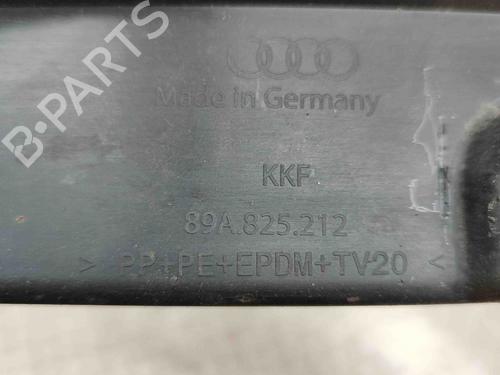 B-PARTS
Made in Germany
KKF
89A.825.212
> PP+PE+EPDM+TV20 <